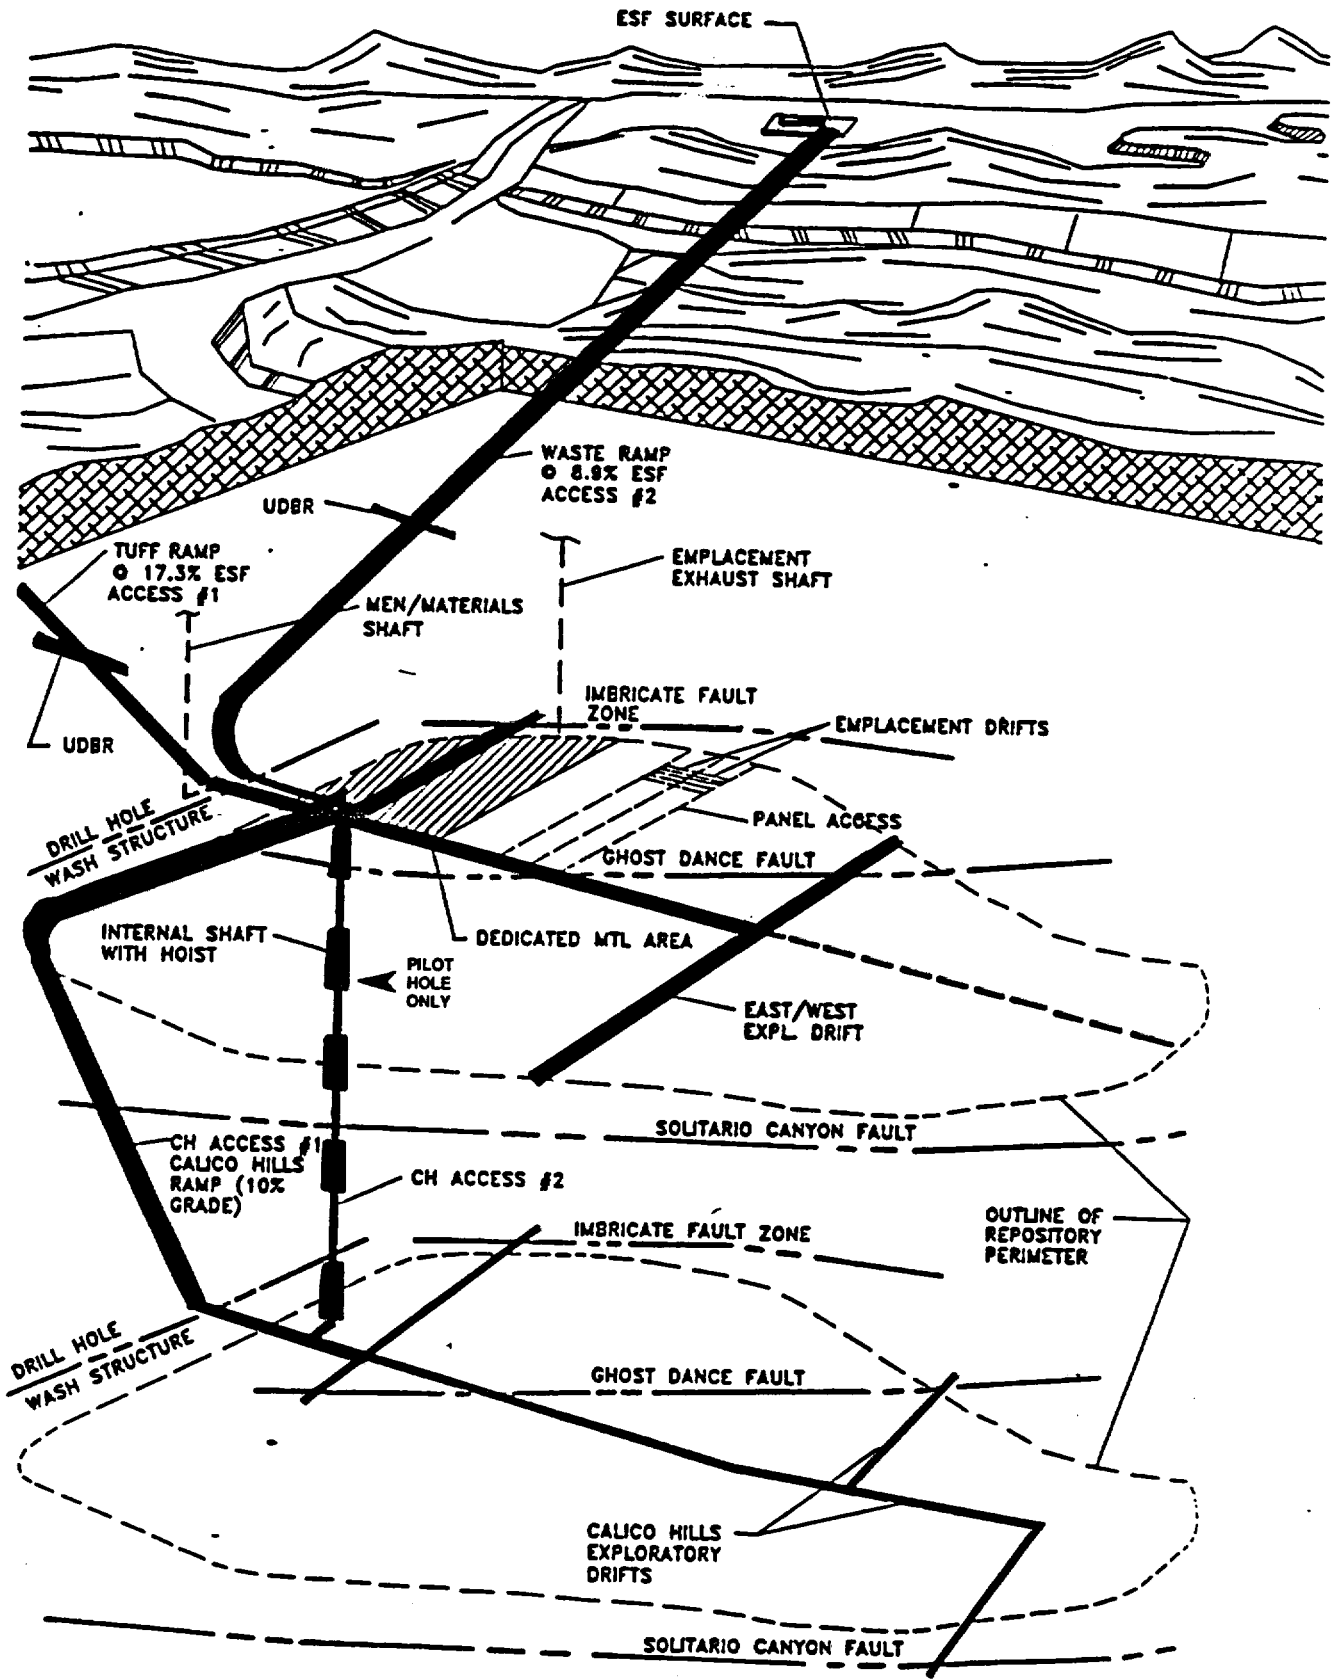 ESF SURFACE
WASTE RAMP
@ 8.9% ESF
ACCESS #2
UDBR
TUFF RAMP
@ 17.3% ESF
ACCESS #1
EMPLACEMENT
EXHAUST SHAFT
MEN/MATERIALS
SHAFT
UDBR
IMBRICATE FAULT
ZONE
EMPLACEMENT DRIFTS
DRILL HOLE
WASH STRUCTURE
PANEL ACCESS
GHOST DANCE FAULT
INTERNAL SHAFT
WITH HOIST
DEDICATED MTL AREA
PILOT
HOLE
ONLY
EAST/WEST
EXPL. DRIFT
SOLITARIO CANYON FAULT
CH ACCESS #1
CALICO HILLS
RAMP (10%
GRADE)
CH ACCESS #2
OUTLINE OF
REPOSITORY
PERIMETER
IMBRICATE FAULT ZONE
DRILL HOLE
WASH STRUCTURE
GHOST DANCE FAULT
CALICO HILLS
EXPLORATORY
DRIFTS
SOLITARIO CANYON FAULT